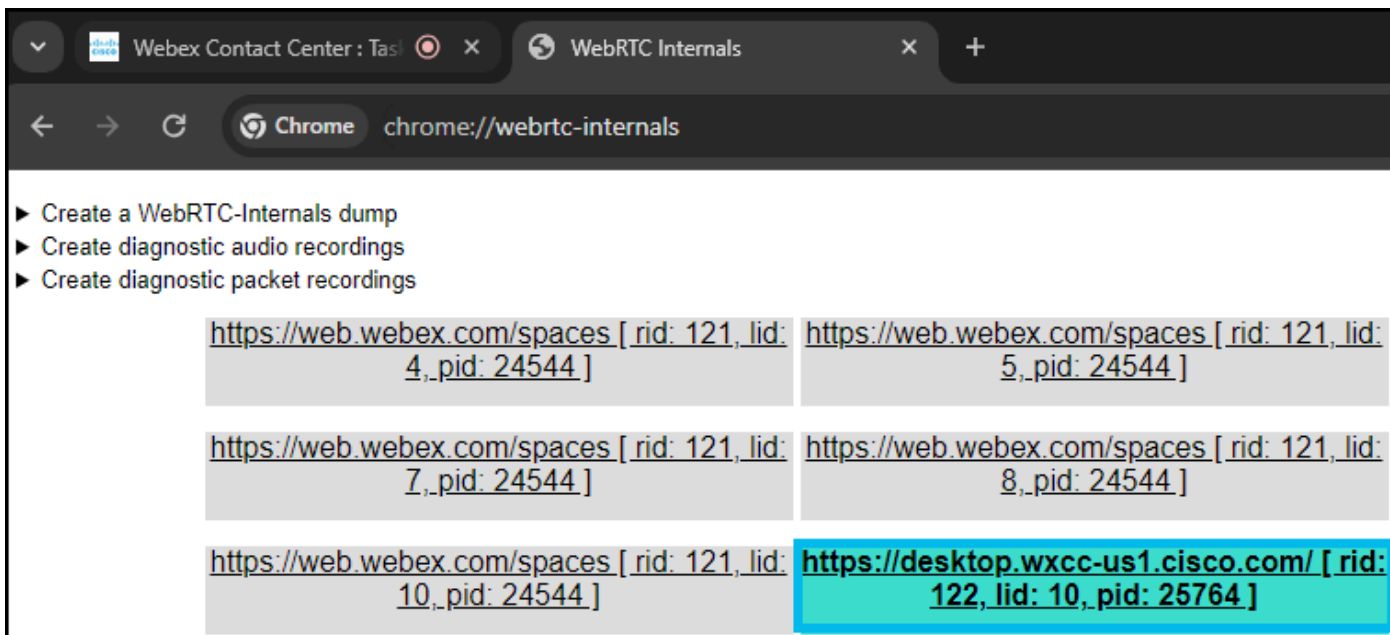 Webex Contact Center : Tas
WebRTC Internals
Chrome chrome://webrtc-internals
Create a WebRTC-Internals dump
Create diagnostic audio recordings
Create diagnostic packet recordings
https://web.webex.com/spaces [ rid: 121, lid:
4, pid: 24544 ]
https://web.webex.com/spaces [ rid: 121, lid:
5, pid: 24544 ]
https://web.webex.com/spaces [ rid: 121, lid:
7, pid: 24544 ]
https://web.webex.com/spaces [ rid: 121, lid:
8, pid: 24544 ]
https://web.webex.com/spaces [ rid: 121, lid:
10, pid: 24544 ]
https://desktop.wxcc-us1.cisco.com/ [ rid:
122, lid: 10, pid: 25764 ]